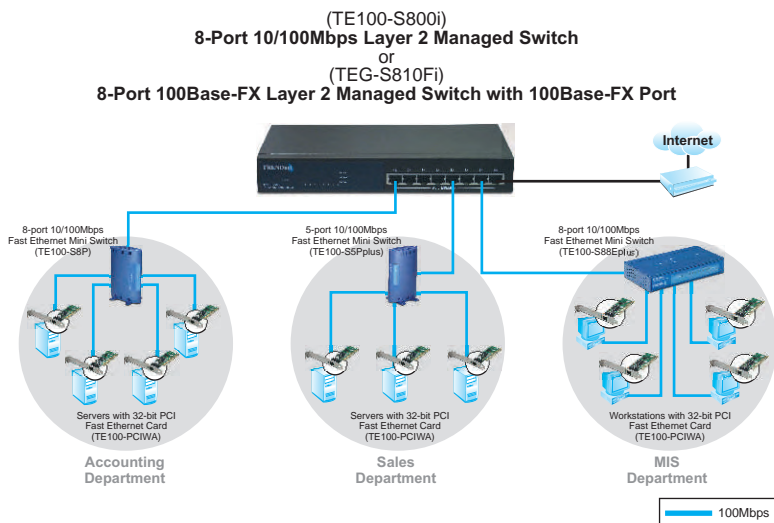 (TE100-S800i)
8-Port 10/100Mbps Layer 2 Managed Switch
or
(TEG-S810Fi)
8-Port 100Base-FX Layer 2 Managed Switch with 100Base-FX Port
Internet
8-port 10/100Mbps
Fast Ethernet Mini Switch
(TE100-S8P)
5-port 10/100Mbps
Fast Ethernet Mini Switch
(TE100-S5Pplus)
8-port 10/100Mbps
Fast Ethernet Mini Switch
(TE100-S88Eplus)
Servers with 32-bit PCI
Fast Ethernet Card
(TE100-PCIWA)
Servers with 32-bit PCI
Fast Ethernet Card
(TE100-PCIWA)
Workstations with 32-bit PCI
Fast Ethernet Card
(TE100-PCIWA)
Accounting
Department
Sales
Department
MIS
Department
100Mbps